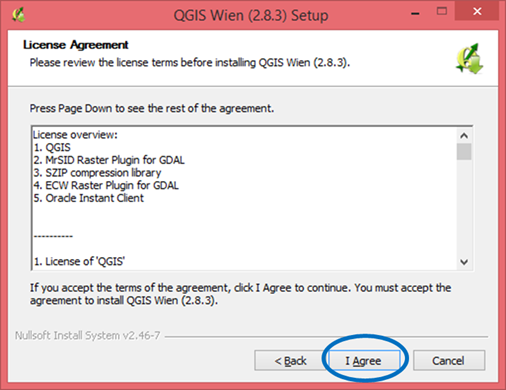 QGIS Wien (2.8.3) Setup
License Agreement
Please review the license terms before installing QGIS Wien (2.8.3).
Press Page Down to see the rest of the agreement.
License overview:
1. QGIS
2. MrSID Raster Plugin for GDAL
3. SZIP compression library
4. ECW Raster Plugin for GDAL
5. Oracle Instant Client
----------
1. License of 'QGIS'
If you accept the terms of the agreement, click I Agree to continue. You must accept the
agreement to install QGIS Wien (2.8.3).
Nullsoft Install System v2.46-7
< Back
I Agree
Cancel